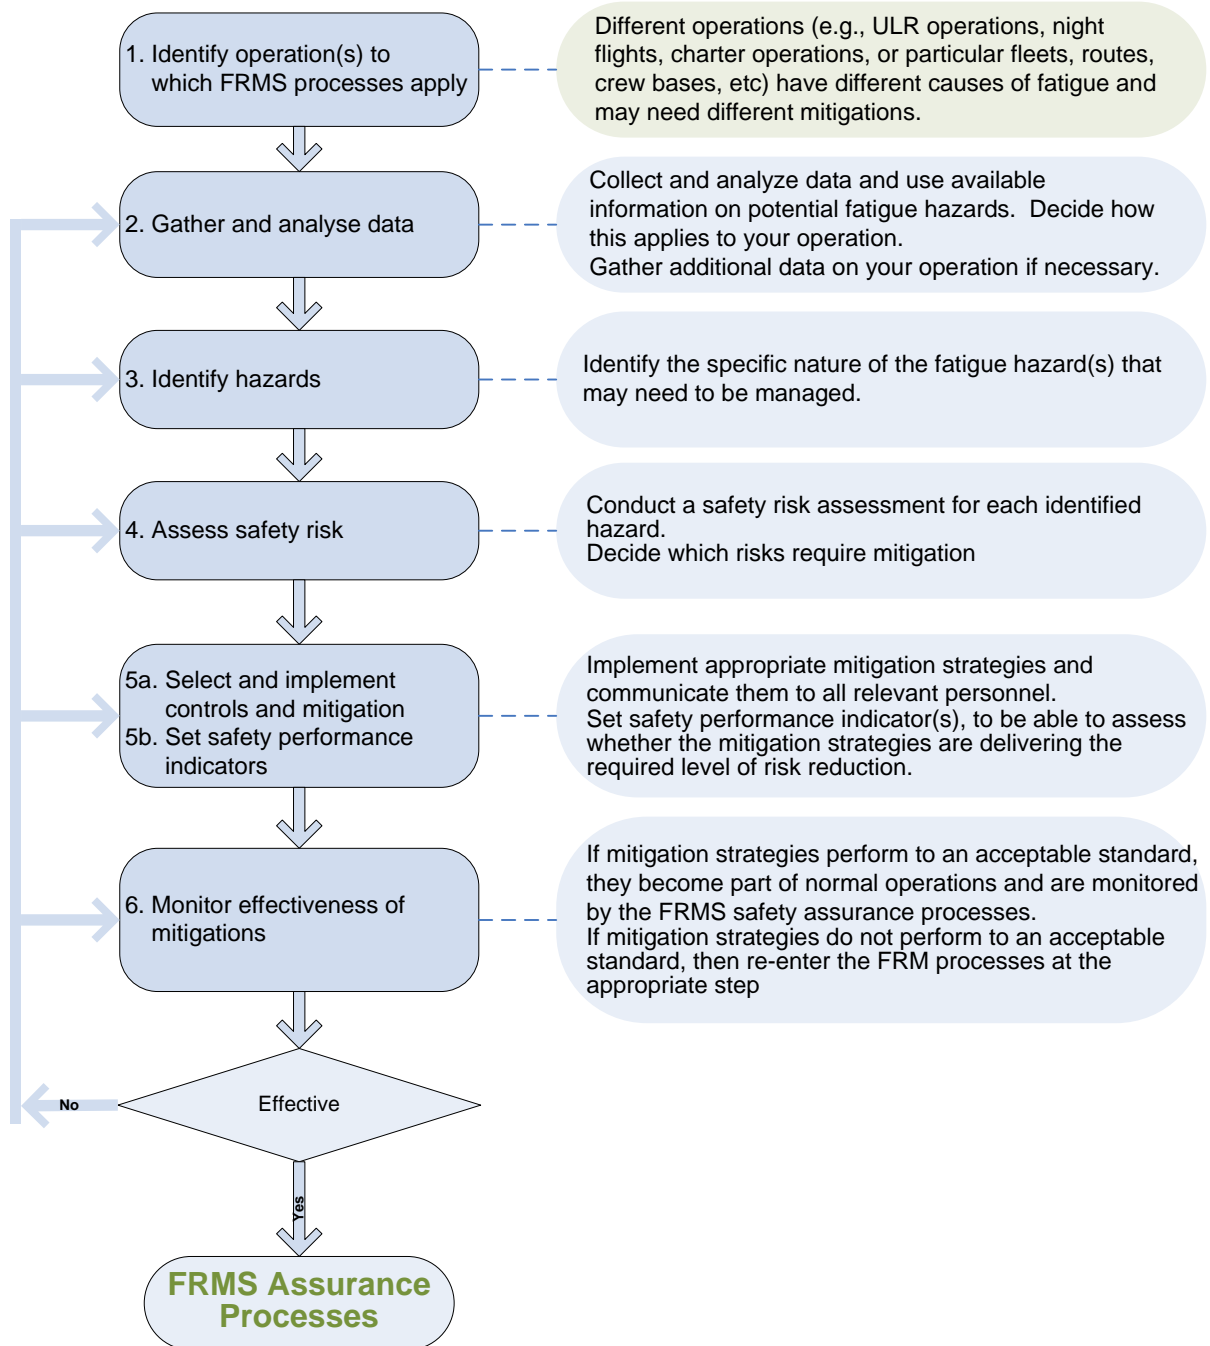 1. Identify operation(s) to
which FRMS processes apply
Different operations (e.g., ULR operations, night
flights, charter operations, or particular fleets, routes,
crew bases, etc) have different causes of fatigue and
may need different mitigations.
2. Gather and analyse data
Collect and analyze data and use available
information on potential fatigue hazards.  Decide how
this applies to your operation.
Gather additional data on your operation if necessary.
3. Identify hazards
Identify the specific nature of the fatigue hazard(s) that
may need to be managed.
4. Assess safety risk
Conduct a safety risk assessment for each identified
hazard.
Decide which risks require mitigation
5a. Select and implement
controls and mitigation
5b. Set safety performance
indicators
Implement appropriate mitigation strategies and
communicate them to all relevant personnel.
Set safety performance indicator(s), to be able to assess
whether the mitigation strategies are delivering the
required level of risk reduction.
6. Monitor effectiveness of
mitigations
If mitigation strategies perform to an acceptable standard,
they become part of normal operations and are monitored
by the FRMS safety assurance processes.
If mitigation strategies do not perform to an acceptable
standard, then re-enter the FRM processes at the
appropriate step
Effective
No
Yes
FRMS Assurance
Processes